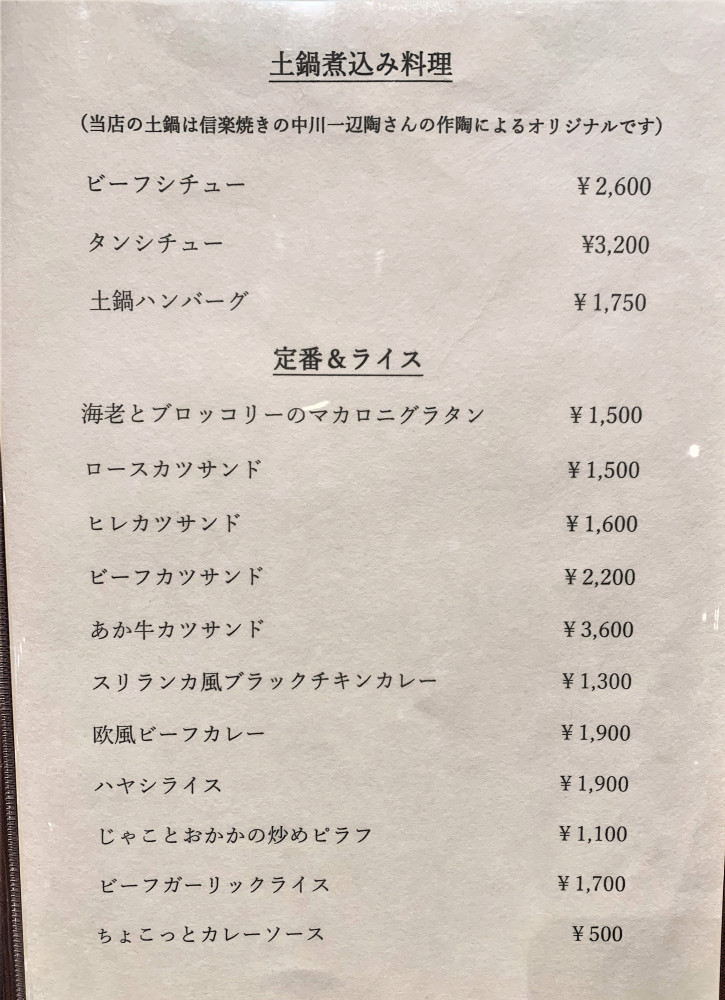 土鍋煮込み料理
（当店の土鍋は信楽焼きの中川一辺陶さんの作陶によるオリジナルです）
ビーフシチュー ￥2,600
タンシチュー ¥3,200
土鍋ハンバーグ ￥1,750
定番＆ライス
海老とブロッコリーのマカロニグラタン ￥1,500
ロースカツサンド ￥1,500
ヒレカツサンド ￥1,600
ビーフカツサンド ￥2,200
あか牛カツサンド ￥3,600
スリランカ風ブラックチキンカレー ￥1,300
欧風ビーフカレー ￥1,900
ハヤシライス ￥1,900
じゃことおかかの炒めピラフ ￥1,100
ビーフガーリックライス ￥1,700
ちょこっとカレーソース ￥500